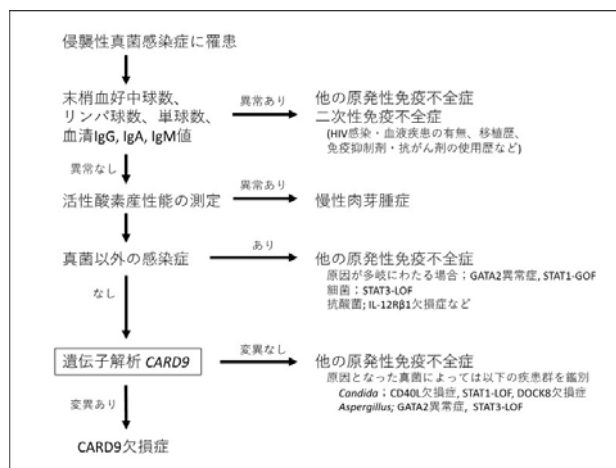 侵襲性真菌感染症に罹患
末梢血好中球数、
リンパ球数、単球数、
血清IgG, IgA, IgM値
異常あり
他の原発性免疫不全症
二次性免疫不全症
(HIV感染・血液疾患の有無、移植歴、
免疫抑制剤・抗がん剤の使用歴など)
異常なし
活性酸素産性能の測定
異常あり
慢性肉芽腫症
真菌以外の感染症
あり
他の原発性免疫不全症
原因が多岐にわたる場合；GATA2異常症, STAT1-GOF
細菌；STAT3-LOF
抗酸菌; IL-12Rβ1欠損症など
なし
遺伝子解析 CARD9
変異なし
他の原発性免疫不全症
原因となった真菌によっては以下の疾患群を鑑別
Candida；CD40L欠損症, STAT1-LOF, DOCK8欠損症
Aspergillus; GATA2異常症, STAT3-LOF
変異あり
CARD9欠損症